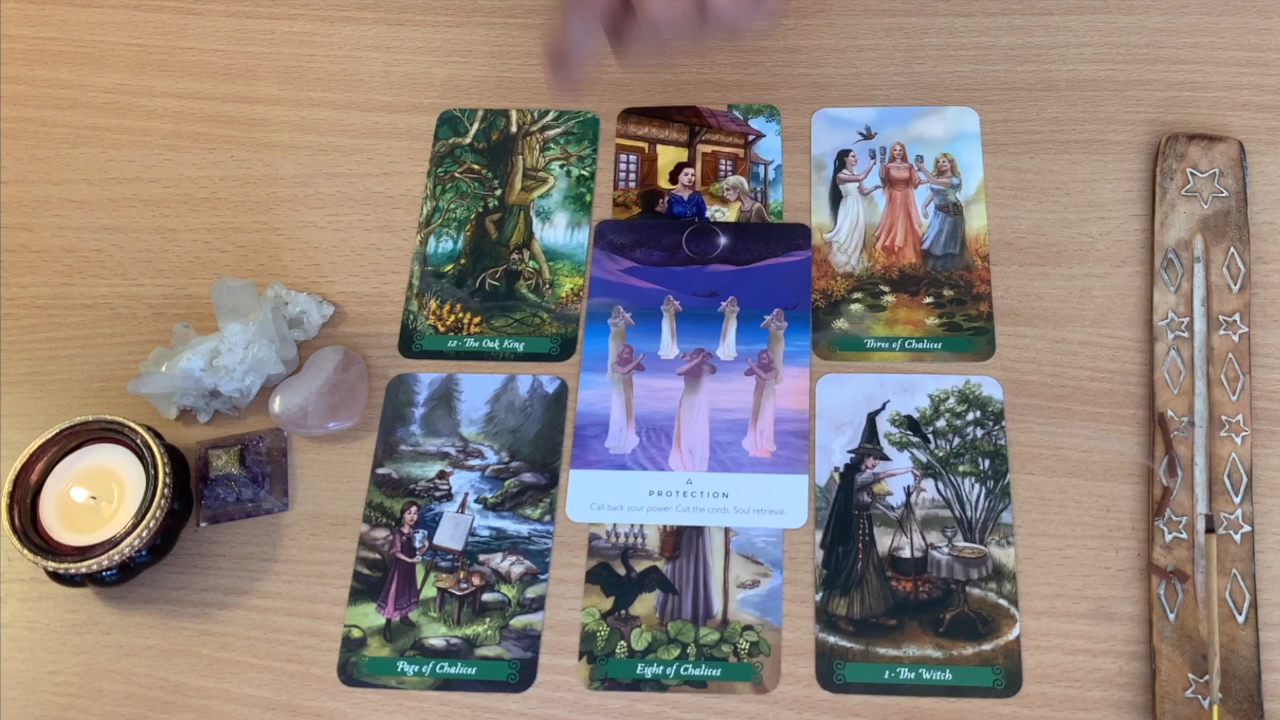 12 · The Oak King
Three of Chalices
PROTECTION
Call back your power. Cut the cords. Soul retrieval.
Page of Chalices
Eight of Chalices
1 · The Witch